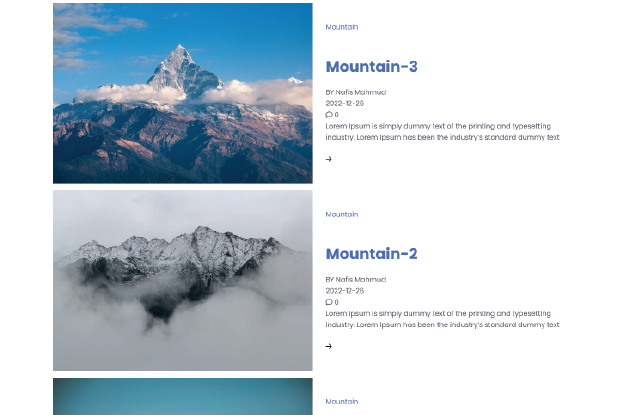 Mountain
Mountain-3
BY Nafis Mahmud
2022-12-26
0
Lorem Ipsum is simply dummy text of the printing and typesetting
industry. Lorem Ipsum has been the industry's standard dummy text
→
Mountain
Mountain-2
BY Nafis Mahmud
2022-12-26
0
Lorem Ipsum is simply dummy text of the printing and typesetting
industry. Lorem Ipsum has been the industry's standard dummy text
→
Mountain